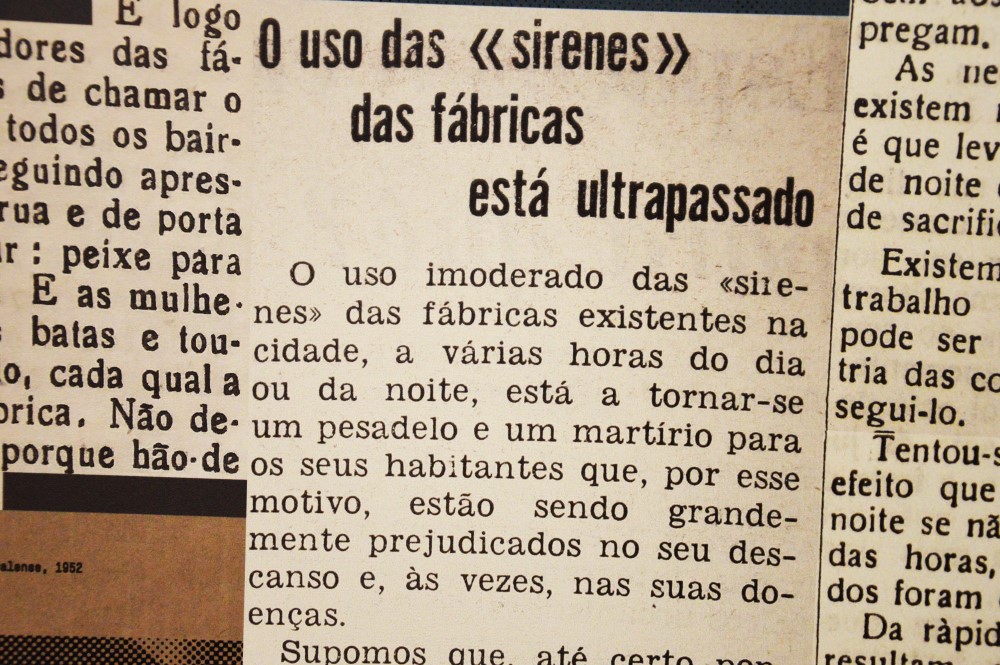 E logo
dores das fá-
s de chamar o
todos os bair-
eguindo apres-
rua e de porta
r : peixe para
E as mulhe-
s batas e tou-
o, cada qual a
brica. Não de-
porque hão-de
alense, 1952
O uso das «sirenes»
das fábricas
está ultrapassado
O uso imoderado das «sire-
nes» das fábricas existentes na
cidade, a várias horas do dia
ou da noite, está a tornar-se
um pesadelo e um martírio para
os seus habitantes que, por esse
motivo, estão sendo grande-
mente prejudicados no seu des-
canso e, às vezes, nas suas do-
enças.
Supomos que, até certo pon-
pregam.
As ne
existem
é que lev
de noite
de sacrifi
Existem
trabalho
pode ser
tria das co
segui-lo.
Tentou-s
efeito que
noite se nã
das horas,
dos foram
Da ràpid
resultem